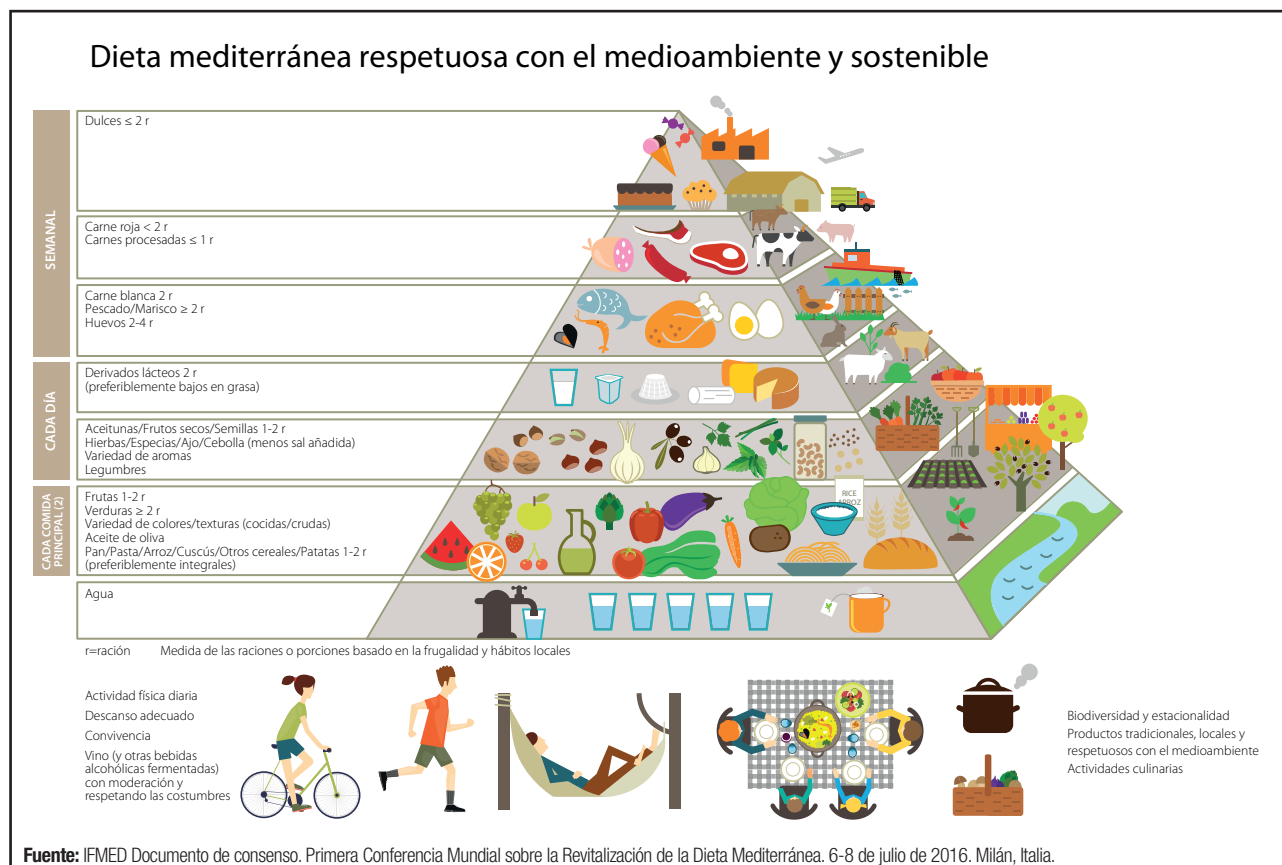 Dieta mediterránea respetuosa con el medioambiente y sostenible
SEMANAL
Dulces ≤ 2 r
Carne roja < 2 r
Carnes procesadas ≤ 1 r
Carne blanca 2 r
Pescado/Marisco ≥ 2 r
Huevos 2-4 r
CADA DÍA
Derivados lácteos 2 r
(preferiblemente bajos en grasa)
Aceitunas/Frutos secos/Semillas 1-2 r
Hierbas/Especias/Ajo/Cebolla (menos sal añadida)
Variedad de aromas
Legumbres
CADA COMIDA
PRINCIPAL (2)
Frutas 1-2 r
Verduras ≥ 2 r
Variedad de colores/texturas (cocidas/crudas)
Aceite de oliva
Pan/Pasta/Arroz/Cuscús/Otros cereales/Patatas 1-2 r
(preferiblemente integrales)
RICE
ARROZ
Agua
r=ración Medida de las raciones o porciones basado en la frugalidad y hábitos locales
Actividad física diaria
Descanso adecuado
Convivencia
Vino (y otras bebidas
alcohólicas fermentadas)
con moderación y
respetando las costumbres
Biodiversidad y estacionalidad
Productos tradicionales, locales y
respetuosos con el medioambiente
Actividades culinarias
Fuente: IFMED Documento de consenso. Primera Conferencia Mundial sobre la Revitalización de la Dieta Mediterránea. 6-8 de julio de 2016. Milán, Italia.